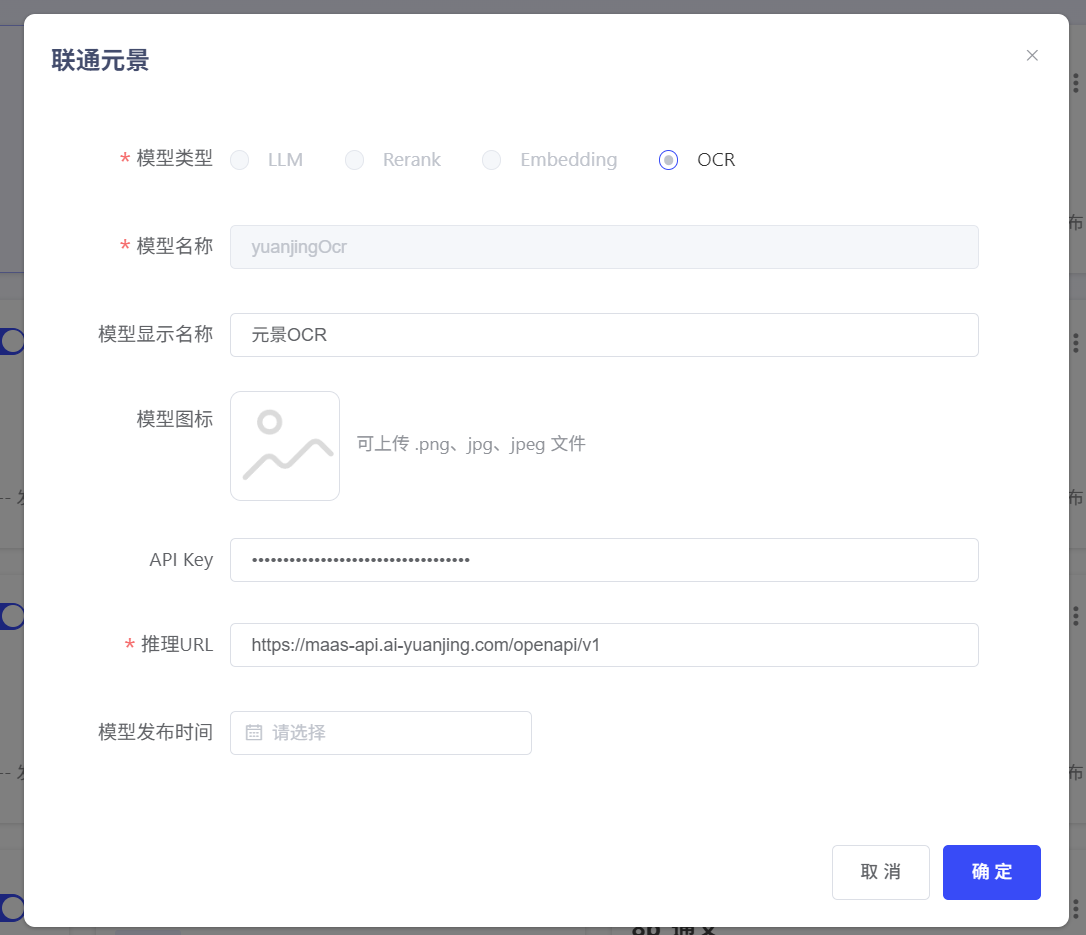 联通元景
* 模型类型 LLM Rerank Embedding OCR
* 模型名称 yuanjingOcr
模型显示名称 元景OCR
模型图标 可上传 .png、jpg、jpeg 文件
API Key ••••••••••••••••••••••••••••••••••••
* 推理URL https://maas-api.ai-yuanjing.com/openapi/v1
模型发布时间 请选择
取 消 确 定